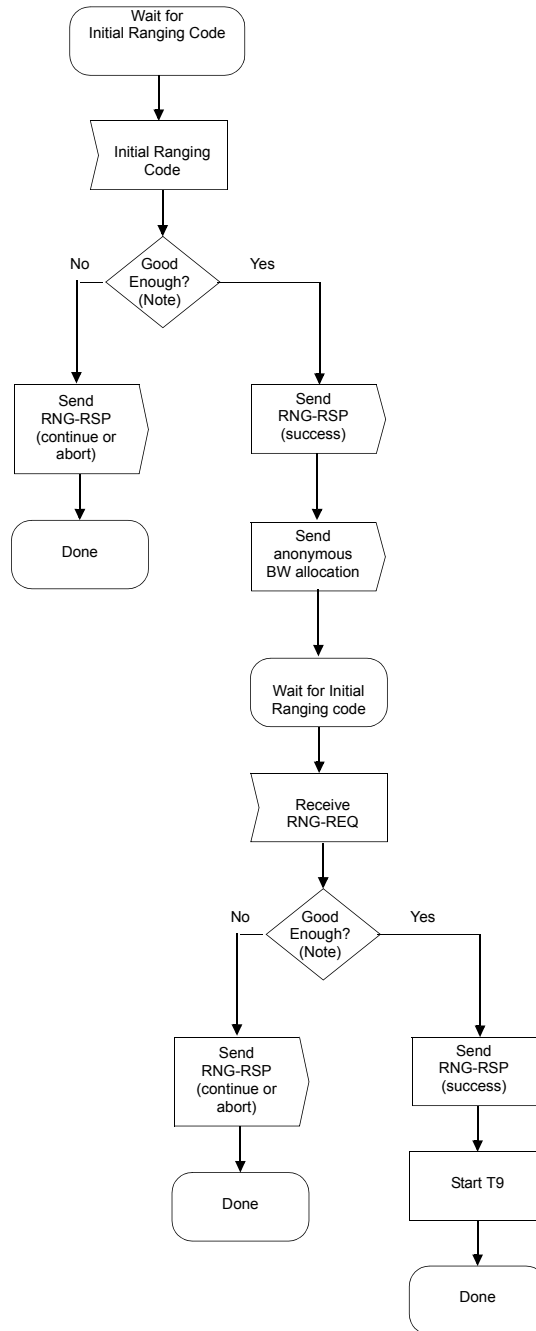 Wait for
Initial Ranging Code
Initial Ranging
Code
No
Good
Enough?
(Note)
Yes
Send
RNG-RSP
(continue or
abort)
Send
RNG-RSP
(success)
Done
Send
anonymous
BW allocation
Wait for Initial
Ranging code
Receive
RNG-REQ
No
Good
Enough?
(Note)
Yes
Send
RNG-RSP
(continue or
abort)
Send
RNG-RSP
(success)
Done
Start T9
Done